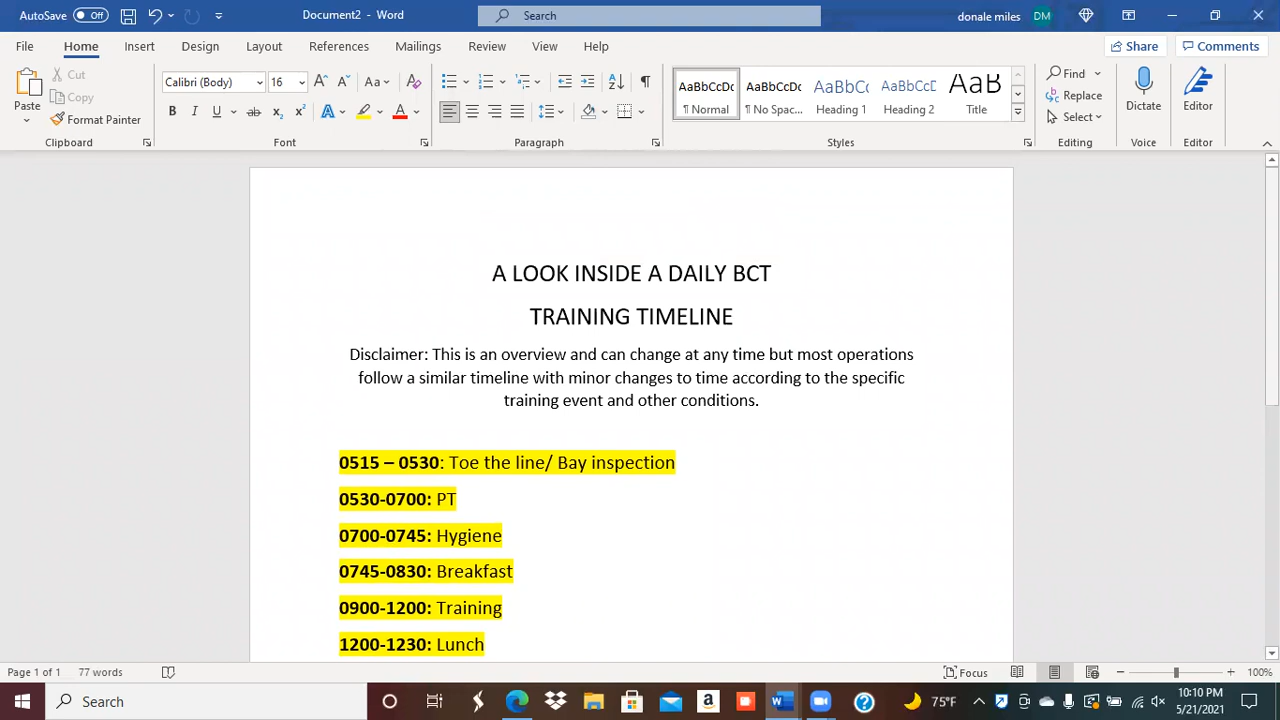 AutoSave Off Document2 - Word Search donale miles DM
File Home Insert Design Layout References Mailings Review View Help Share Comments
Paste Cut Copy Format Painter
Calibri (Body) 16 Aa
B I U ab x₂ x² A A
AaBbCcDc ¶ Normal AaBbCcDc ¶ No Spac... AaBbCc Heading 1 AaBbCcD Heading 2 AaB Title
Find Replace Select Dictate Editor
Clipboard Font Paragraph Styles Editing Voice Editor
A LOOK INSIDE A DAILY BCT
TRAINING TIMELINE
Disclaimer: This is an overview and can change at any time but most operations
follow a similar timeline with minor changes to time according to the specific
training event and other conditions.
0515 – 0530: Toe the line/ Bay inspection
0530-0700: PT
0700-0745: Hygiene
0745-0830: Breakfast
0900-1200: Training
1200-1230: Lunch
Page 1 of 1 77 words Focus 100%
Search 75°F 10:10 PM
5/21/2021